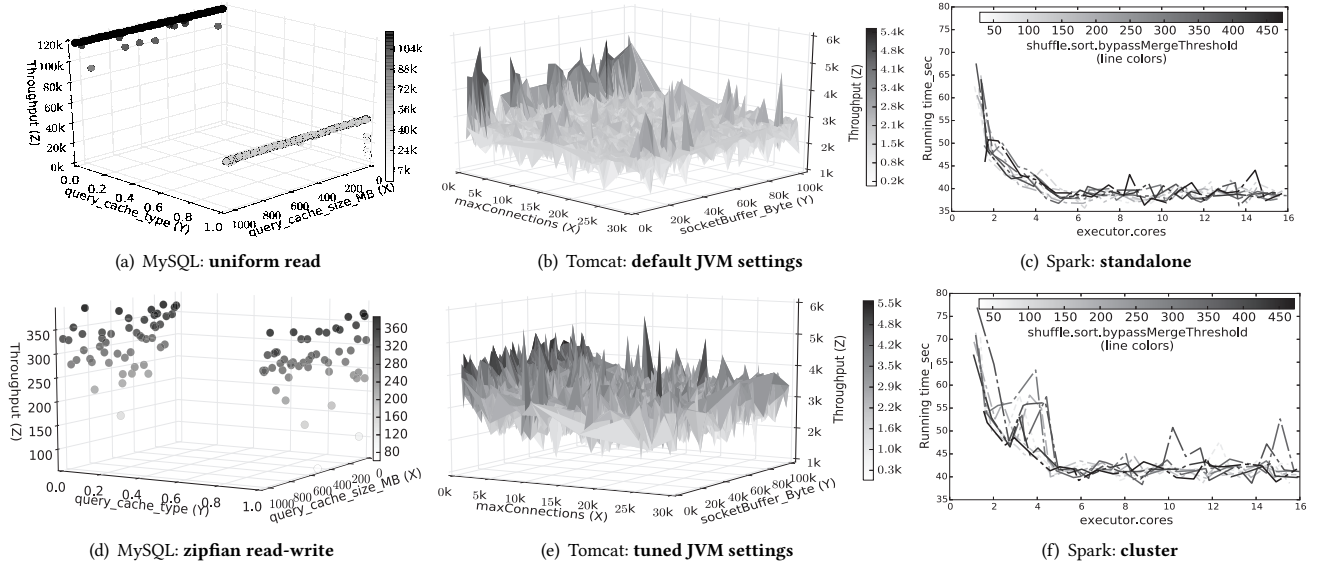 120k
100k
80k
60k
40k
20k
0k
Throughput (Z)
0.0
0.2
0.4
0.6
0.8
1.0
query_cache_type (Y)
1000
800
600
400
200
0
query_cache_size_MB (X)
104k
88k
72k
56k
40k
24k
7k
(a) MySQL: uniform read
6k
5k
4k
3k
2k
1k
0k
5k
10k
15k
20k
25k
30k
maxConnections (X)
0k
20k
40k
60k
80k
100k
socketBuffer_Byte (Y)
Throughput (Z)
5.4k
4.8k
4.1k
3.4k
2.8k
2.1k
1.5k
0.8k
0.2k
(b) Tomcat: default JVM settings
80
75
70
65
60
55
50
45
40
35
Running time_sec
50 100 150 200 250 300 350 400 450
shuffle.sort.bypassMergeThreshold
(line colors)
0 2 4 6 8 10 12 14 16
executor.cores
(c) Spark: standalone
350
300
250
200
150
100
Throughput (Z)
0.0
0.2
0.4
0.6
0.8
1.0
query_cache_type (Y)
1000
800
600
400
200
0
query_cache_size_MB (X)
360
320
280
240
200
160
120
80
(d) MySQL: zipfian read-write
6k
5k
4k
3k
2k
1k
0k
5k
10k
15k
20k
25k
30k
maxConnections (X)
0k
20k
40k
60k
80k
100k
socketBuffer_Byte (Y)
Throughput (Z)
5.5k
4.8k
4.2k
3.5k
2.9k
2.2k
1.6k
1.0k
0.3k
(e) Tomcat: tuned JVM settings
80
75
70
65
60
55
50
45
40
35
Running time_sec
50 100 150 200 250 300 350 400 450
shuffle.sort.bypassMergeThreshold
(line colors)
0 2 4 6 8 10 12 14 16
executor.cores
(f) Spark: cluster